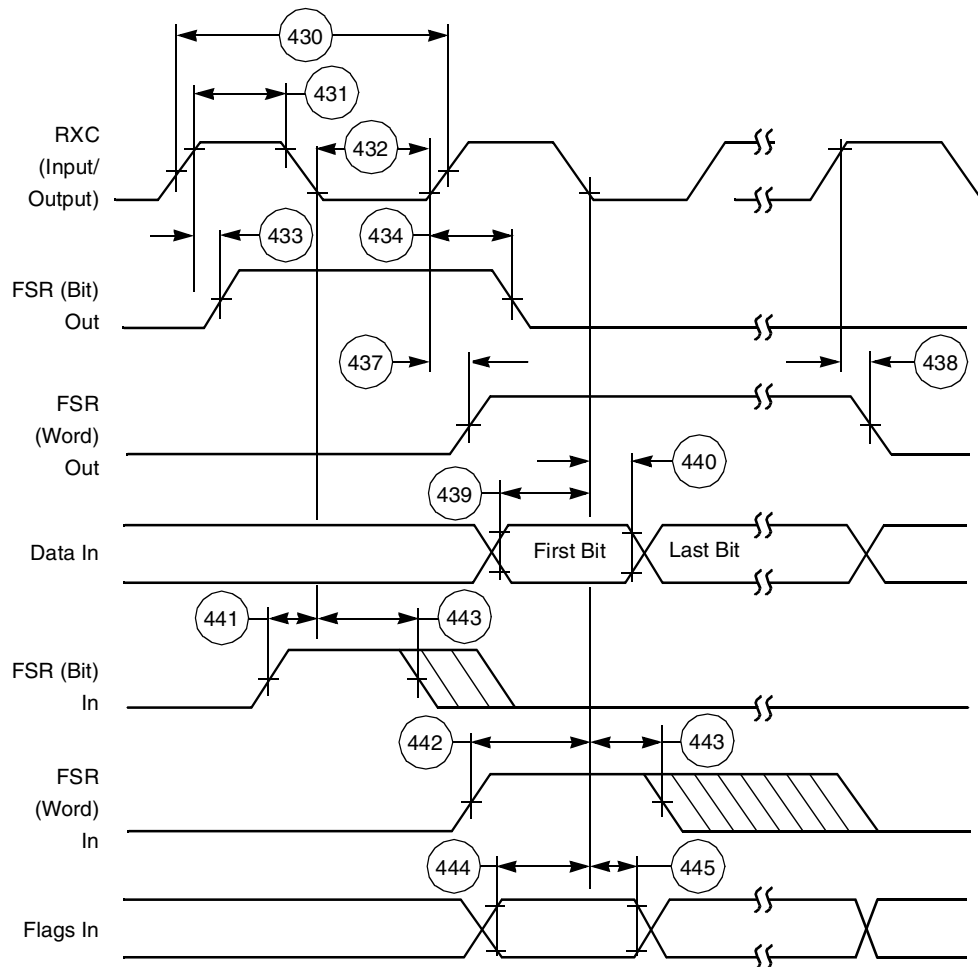 430
431
RXC
(Input/
Output)
432
433
434
FSR (Bit)
Out
437
438
FSR
(Word)
Out
440
439
Data In
First Bit
Last Bit
441
443
FSR (Bit)
In
442
443
FSR
(Word)
In
444
445
Flags In